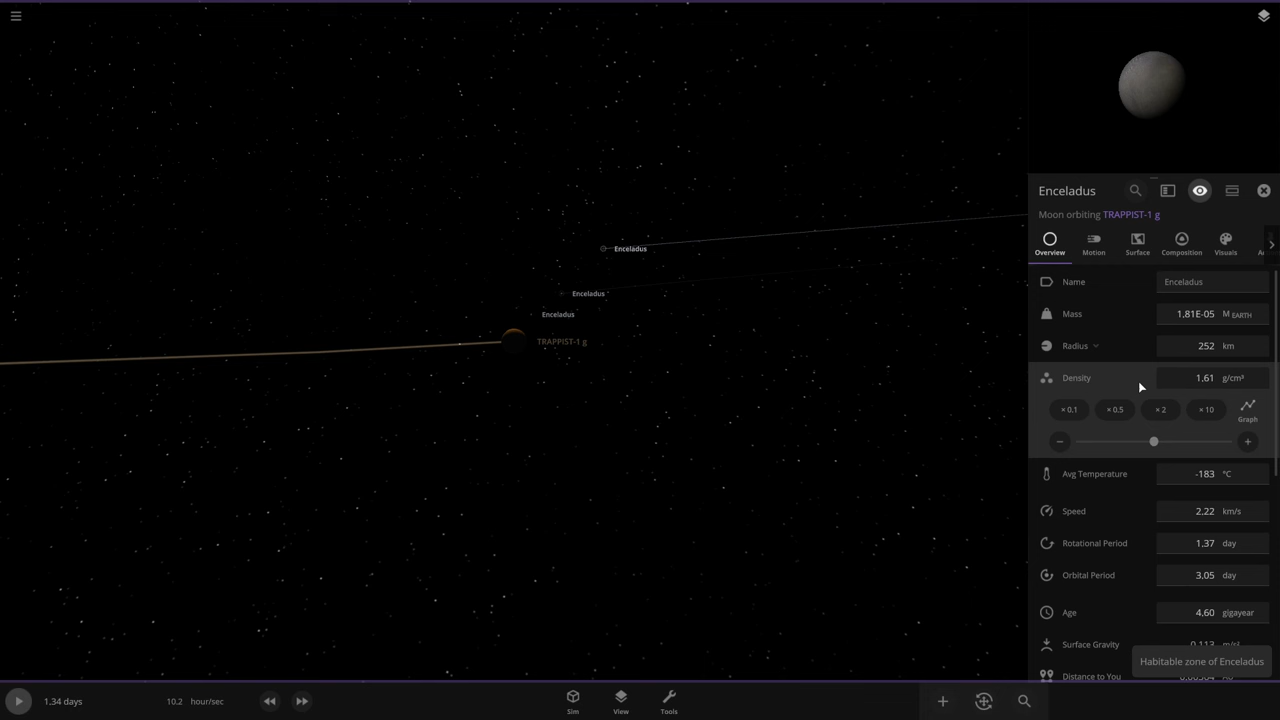 Enceladus
Enceladus
Enceladus
TRAPPIST-1 g
Enceladus
Moon orbiting TRAPPIST-1 g
Overview
Motion
Surface
Composition
Visuals
Name
Enceladus
Mass
1.81E-05 M EARTH
Radius
252 km
Density
1.61 g/cm³
× 0.1
× 0.5
× 2
× 10
Graph
Avg Temperature
-183 °C
Speed
2.22 km/s
Rotational Period
1.37 day
Orbital Period
3.05 day
Age
4.60 gigayear
Surface Gravity
Habitable zone of Enceladus
Distance to You
1.34 days
10.2 hour/sec
Sim
View
Tools